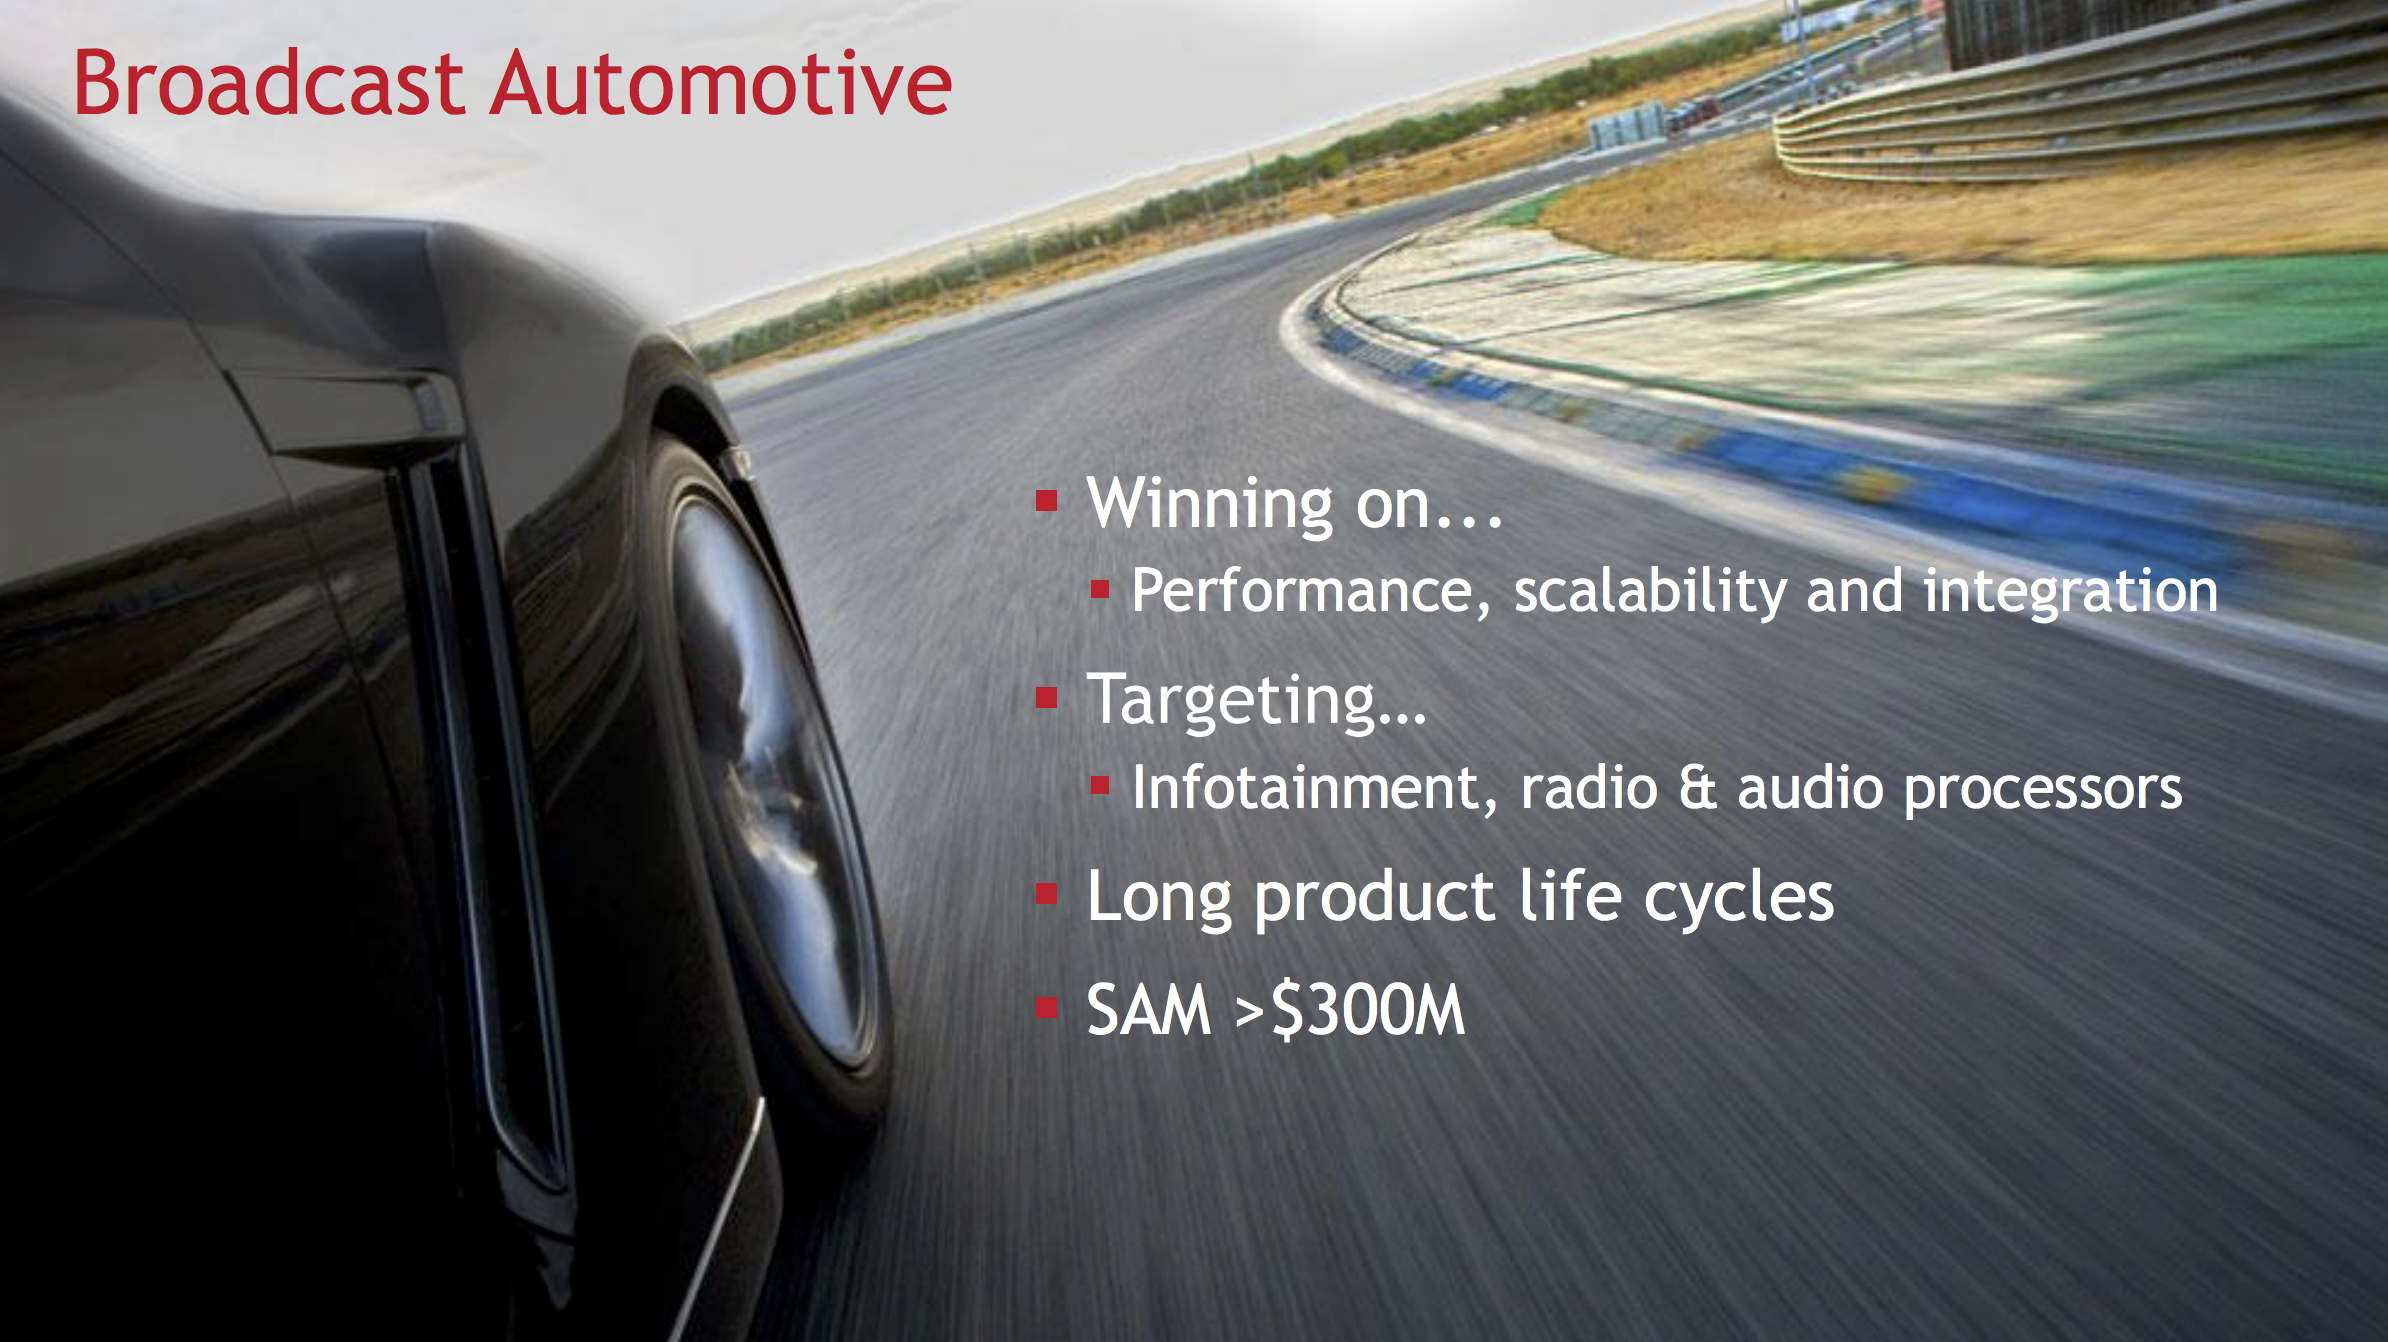 Broadcast Automotive
Winning on...
Performance, scalability and integration
Targeting…
Infotainment, radio & audio processors
Long product life cycles
SAM >$300M